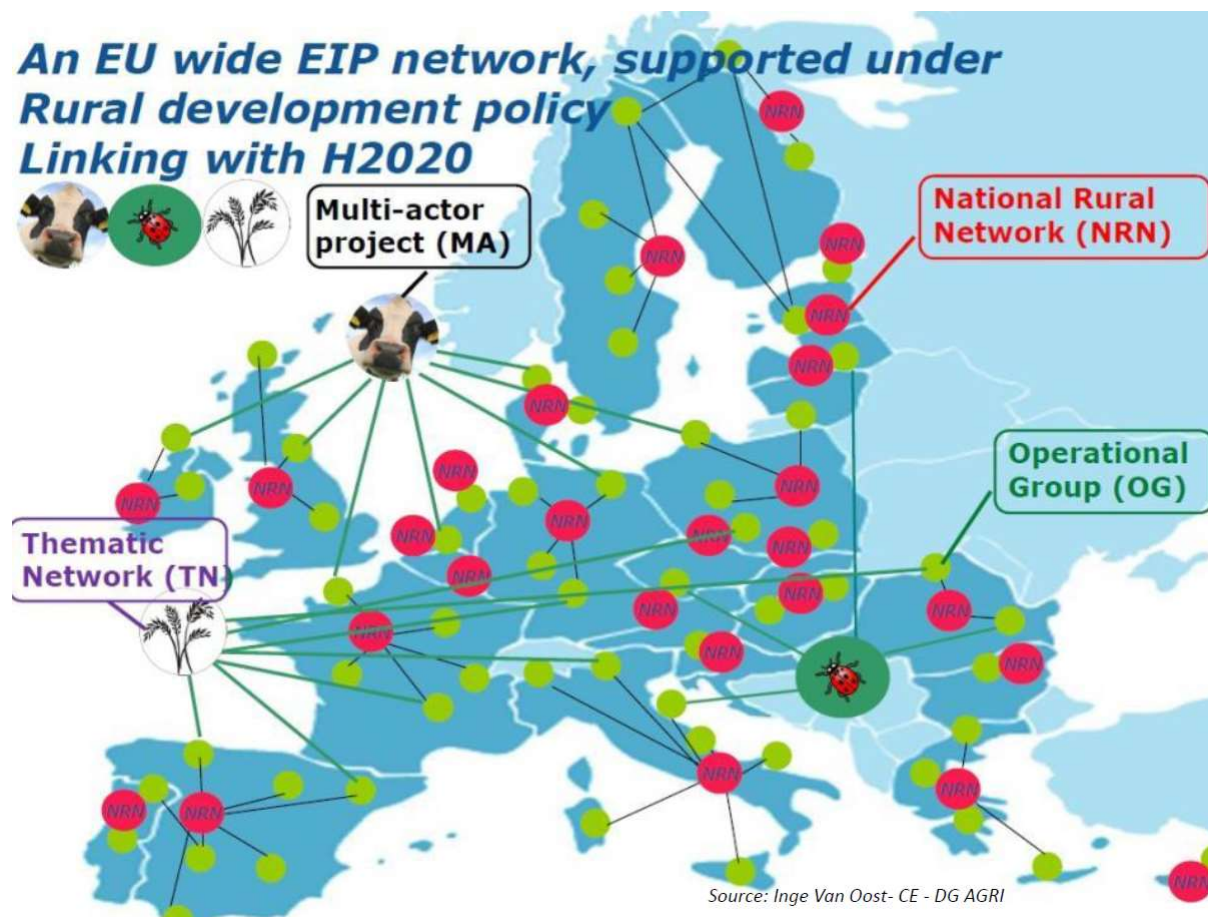 An EU wide EIP network, supported under
Rural development policy
Linking with H2020
NRN
Multi-actor
project (MA)
National Rural
Network (NRN)
NRN
NRN
NRN
NRN
NRN
NRN
NRN
NRN
NRN
Operational
Group (OG)
NRN
NRN
NRN
NRN
Thematic
Network (TN)
NRN
NRN
NRN
NRN
NRN
NRN
NRN
NRN
NRN
NRN
NRN
NRN
NRN
Source: Inge Van Oost- CE - DG AGRI